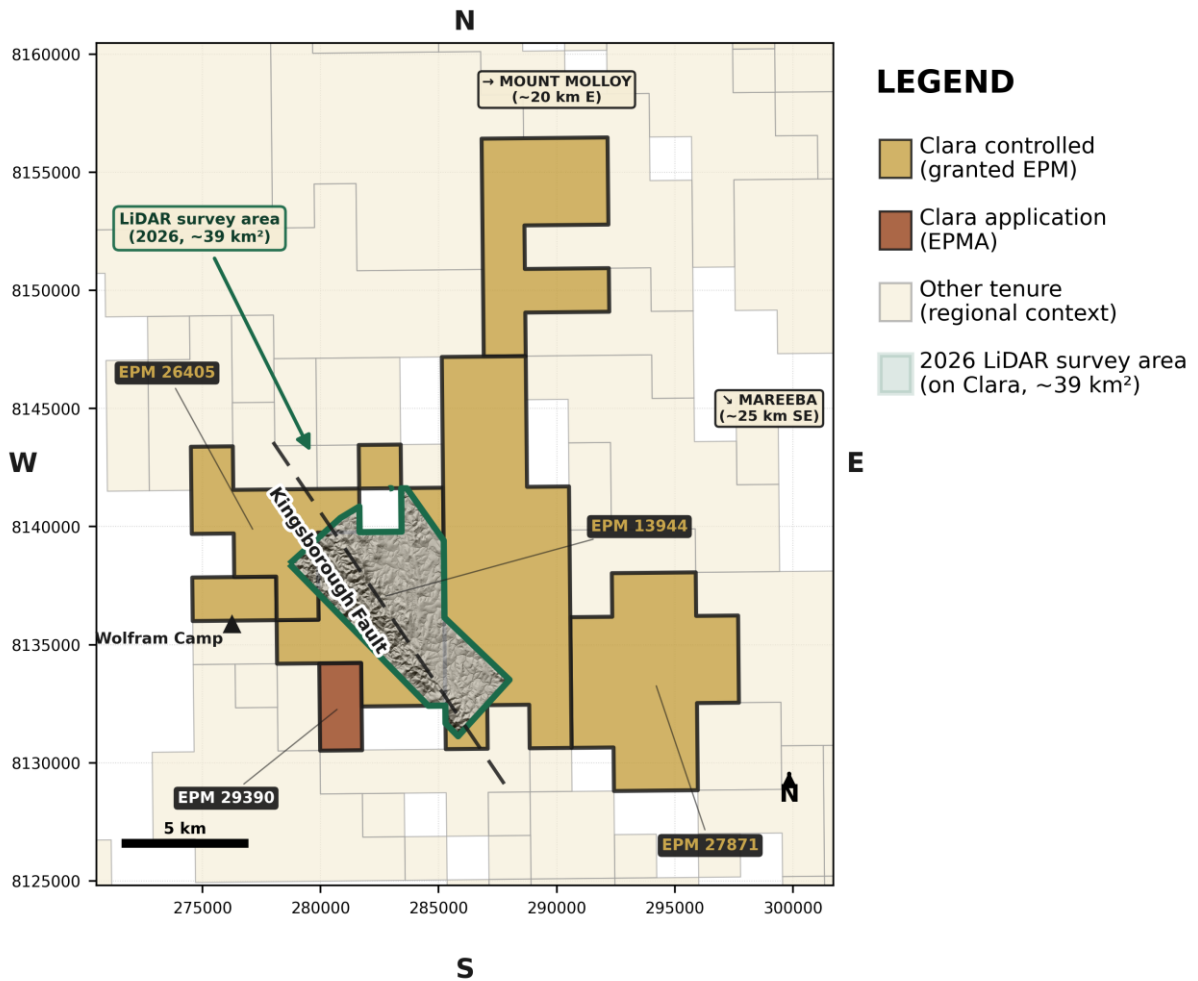 N
8160000
8155000
8150000
8145000
8140000
8135000
8130000
8125000
→ MOUNT MOLLOY
(~20 km E)
LiDAR survey area
(2026, ~39 km²)
EPM 26405
↘ MAREEBA
(~25 km SE)
W
E
Kingsborough Fault
EPM 13944
Wolfram Camp
EPM 29390
N
5 km
EPM 27871
275000
280000
285000
290000
295000
300000
S
LEGEND
Clara controlled
(granted EPM)
Clara application
(EPMA)
Other tenure
(regional context)
2026 LiDAR survey area
(on Clara, ~39 km²)